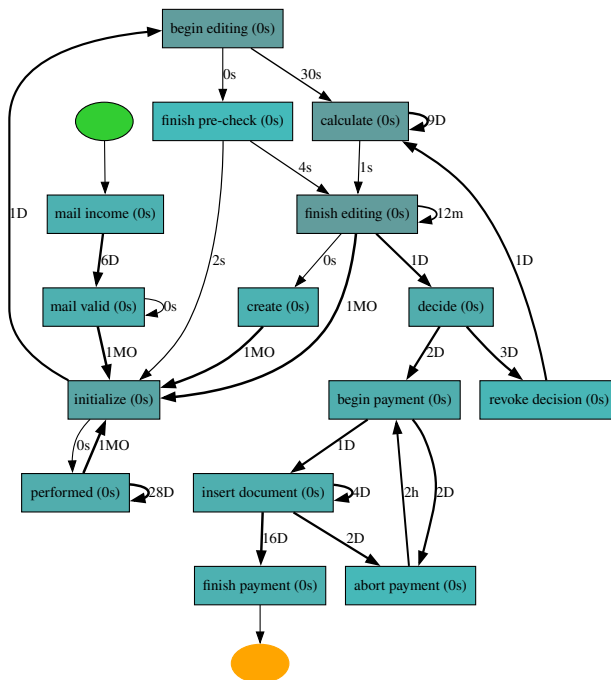 begin editing (0s)
0s
30s
finish pre-check (0s)
calculate (0s)
9D
4s
1s
mail income (0s)
finish editing (0s)
12m
1D
6D
2s
0s
1D
1D
mail valid (0s)
0s
create (0s)
decide (0s)
1MO
1MO
1MO
2D
3D
initialize (0s)
begin payment (0s)
revoke decision (0s)
0s
1MO
1D
performed (0s)
28D
insert document (0s)
4D
2h
2D
16D
2D
finish payment (0s)
abort payment (0s)